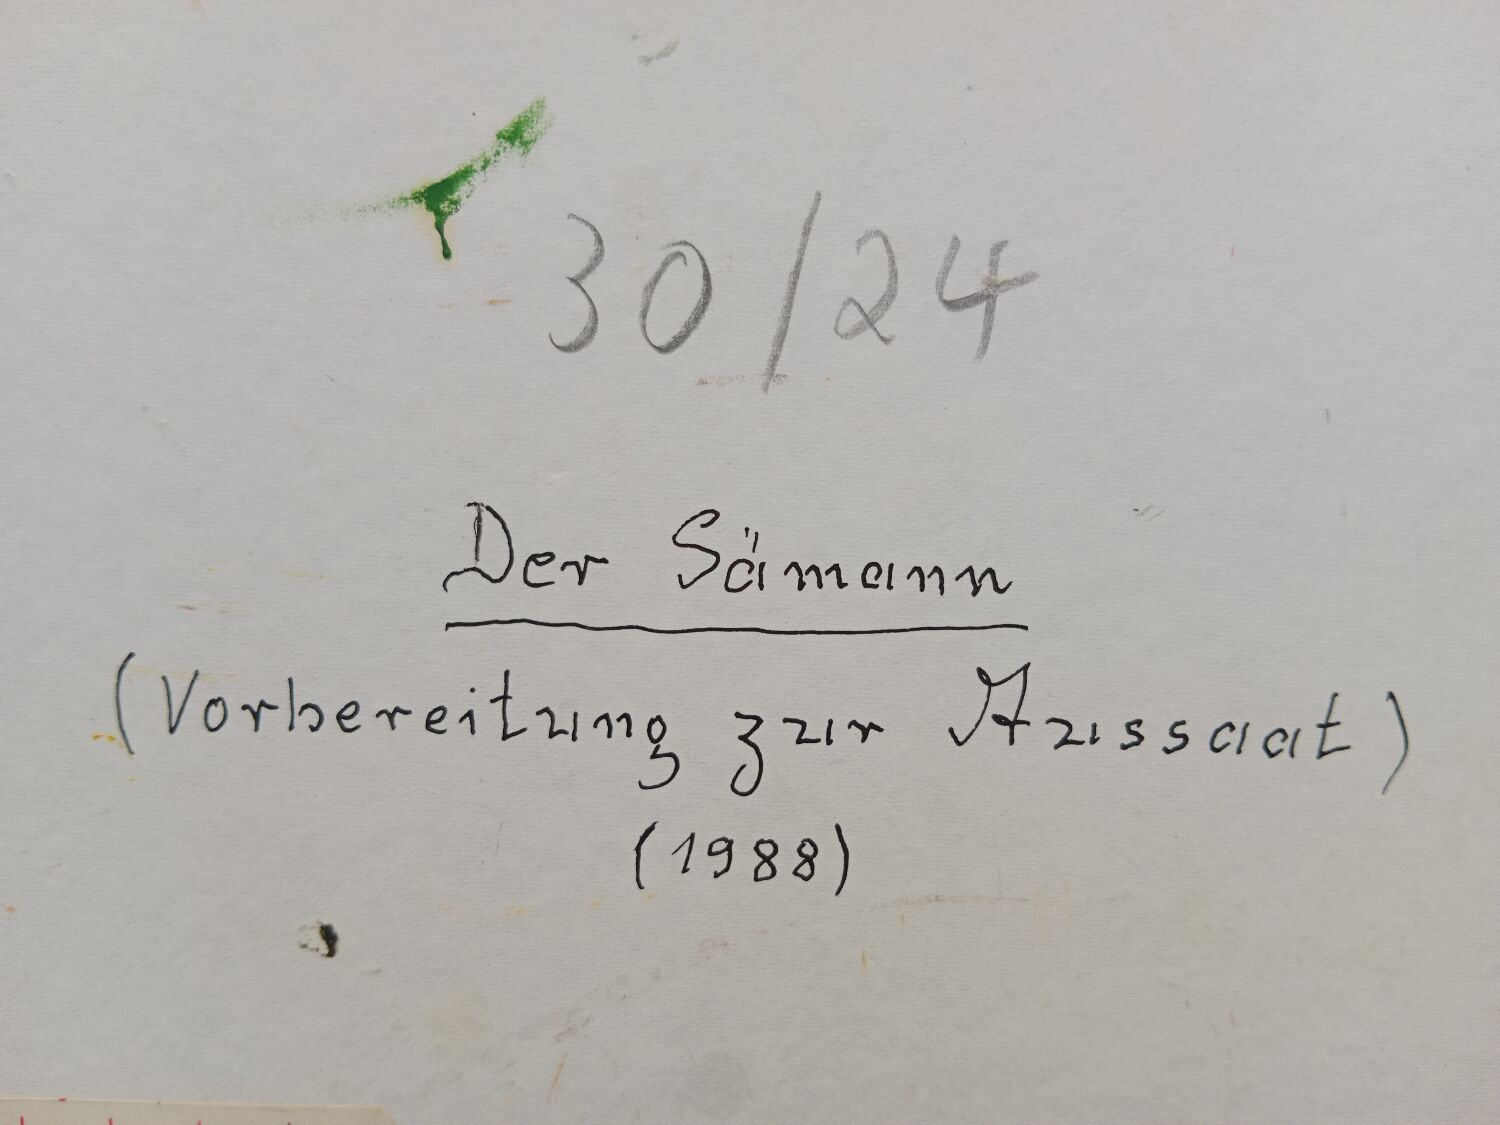 30/24
Der Sämann
(Vorbereitung zur Aussaat)
(1988)